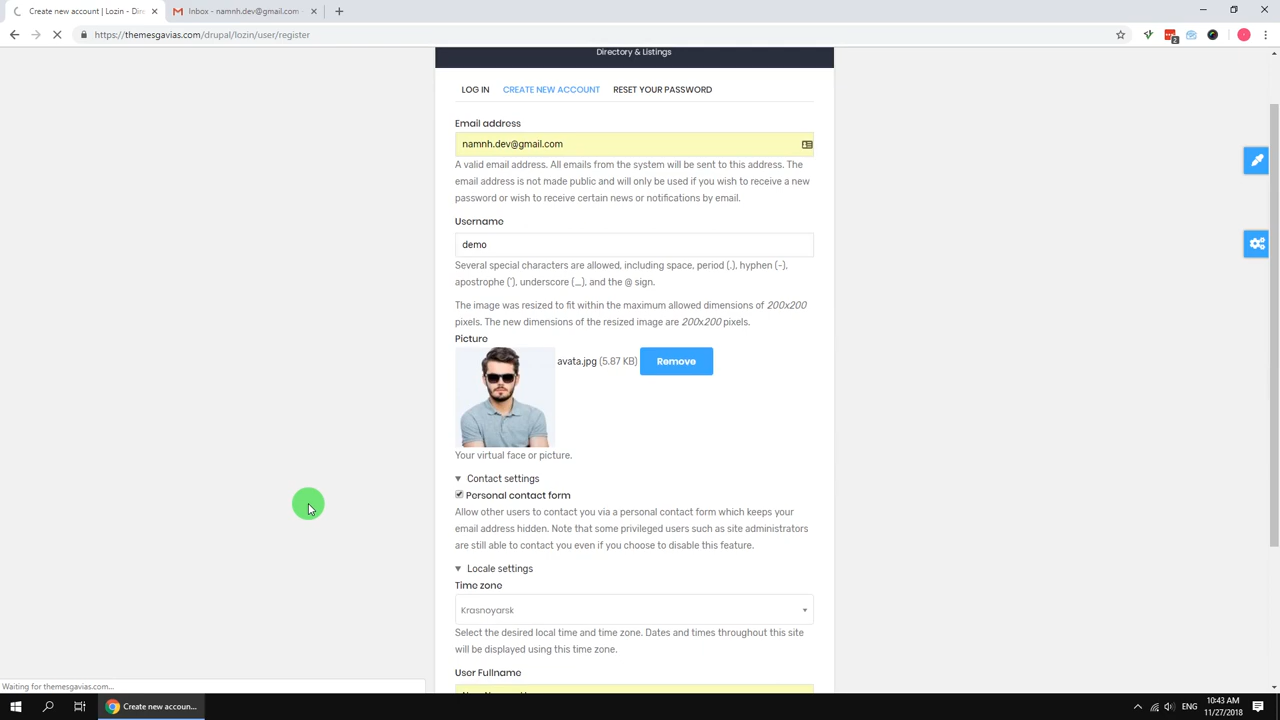 Create new account | Lozin - Dr
Inbox - namnh.dev@gmail.com -
https://themesgavias.com/drupal/lozin/user/register
2
Directory & Listings
LOG IN
CREATE NEW ACCOUNT
RESET YOUR PASSWORD
Email address
namnh.dev@gmail.com
A valid email address. All emails from the system will be sent to this address. The
email address is not made public and will only be used if you wish to receive a new
password or wish to receive certain news or notifications by email.
Username
demo
Several special characters are allowed, including space, period (.), hyphen (-),
apostrophe ('), underscore (_), and the @ sign.
The image was resized to fit within the maximum allowed dimensions of 200x200
pixels. The new dimensions of the resized image are 200x200 pixels.
Picture
avata.jpg (5.87 KB)
Remove
Your virtual face or picture.
Contact settings
Personal contact form
Allow other users to contact you via a personal contact form which keeps your
email address hidden. Note that some privileged users such as site administrators
are still able to contact you even if you choose to disable this feature.
Locale settings
Time zone
Krasnoyarsk
Select the desired local time and time zone. Dates and times throughout this site
will be displayed using this time zone.
User Fullname
Waiting for themesgavias.com...
Create new accoun...
ENG
10:43 AM
11/27/2018